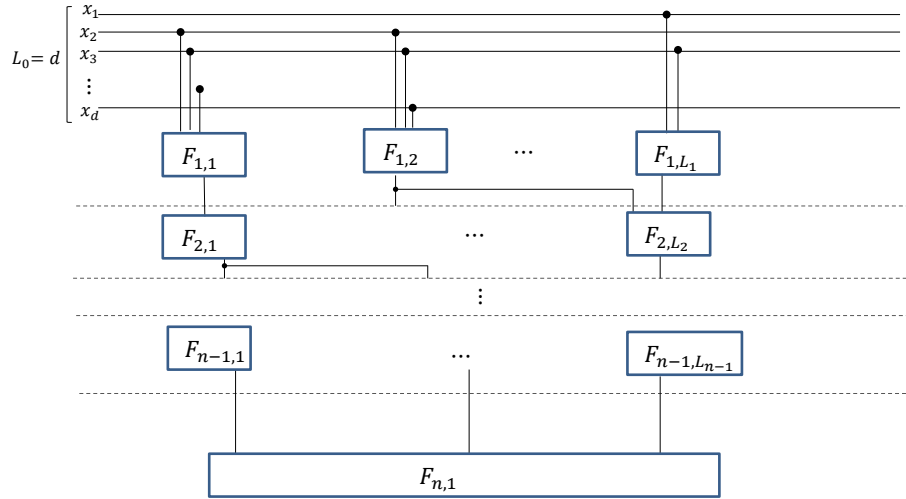 x₁
x₂
L₀ = d x₃
⋮
x_d
F₁,₁ F₁,₂ ... F₁,L₁
F₂,₁ ... F₂,L₂
⋮
Fₙ₋₁,₁ ... Fₙ₋₁,Lₙ₋₁
Fₙ,₁